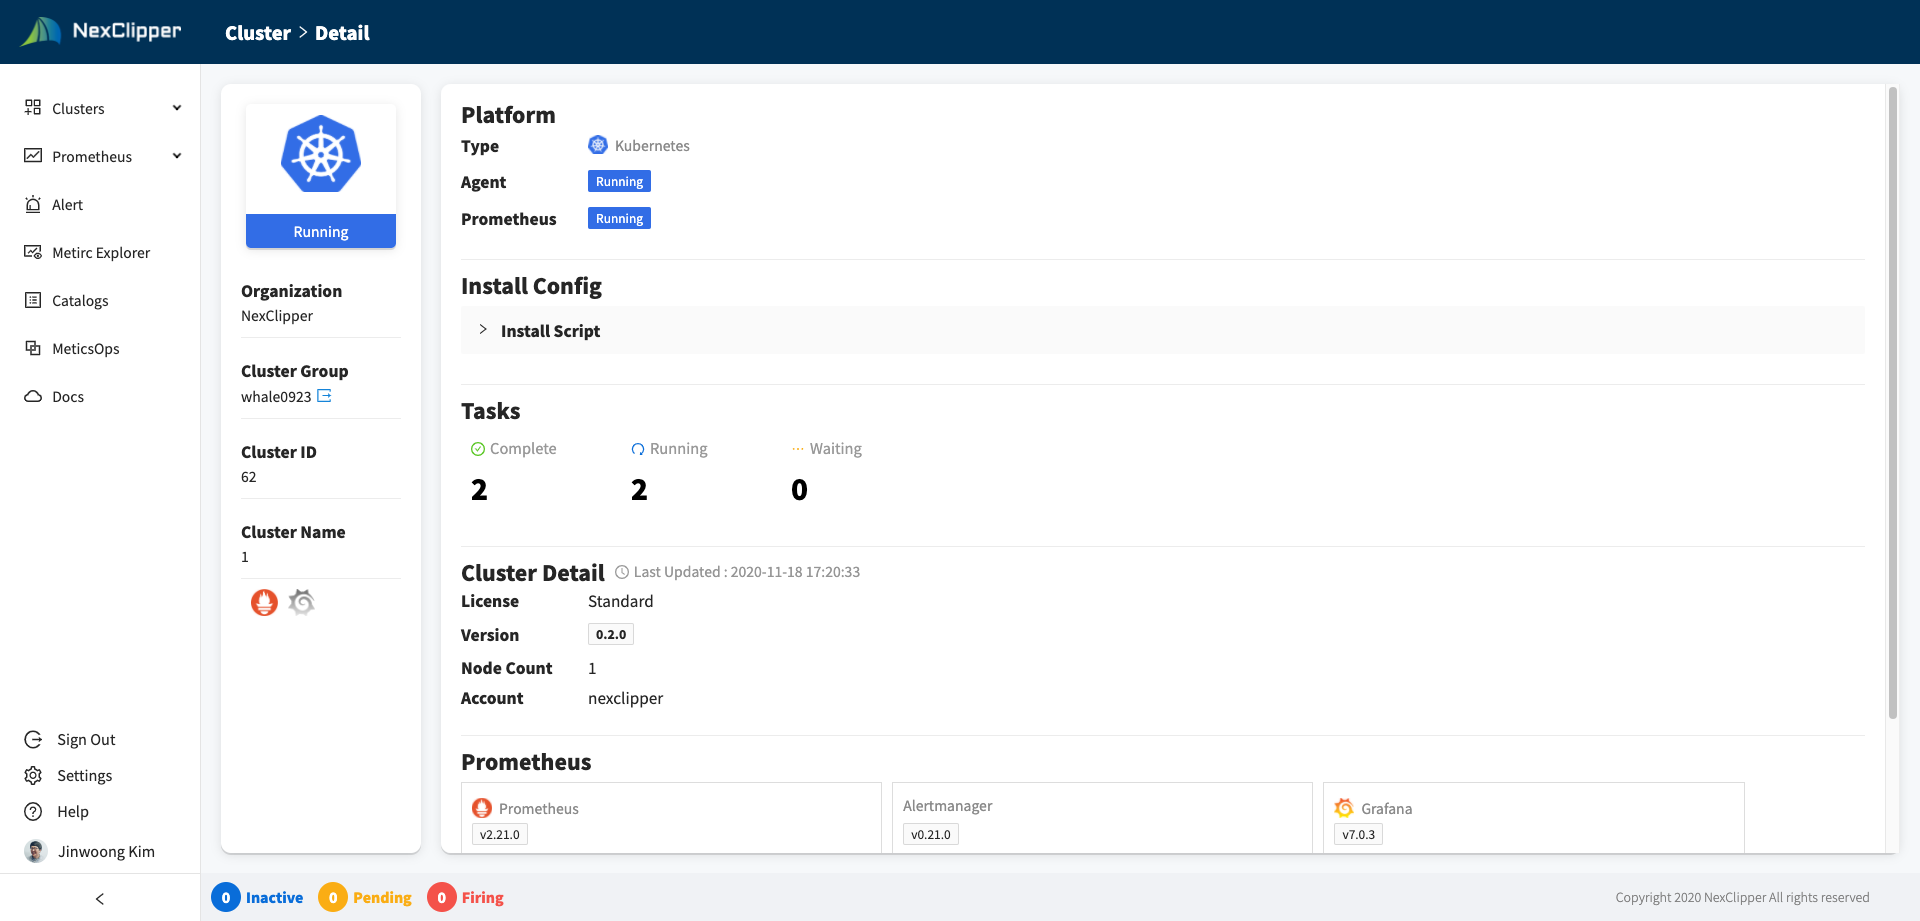 NexClipper
Cluster > Detail
Clusters
Prometheus
Alert
Metirc Explorer
Catalogs
MeticsOps
Docs
Sign Out
Settings
Help
Jinwoong Kim
Running
Organization
NexClipper
Cluster Group
whale0923
Cluster ID
62
Cluster Name
1
Platform
Type Kubernetes
Agent Running
Prometheus Running
Install Config
Install Script
Tasks
Complete Running Waiting
2 2 0
Cluster Detail Last Updated : 2020-11-18 17:20:33
License Standard
Version 0.2.0
Node Count 1
Account nexclipper
Prometheus
Prometheus
v2.21.0
Alertmanager
v0.21.0
Grafana
v7.0.3
0 Inactive 0 Pending 0 Firing
Copyright 2020 NexClipper All rights reserved